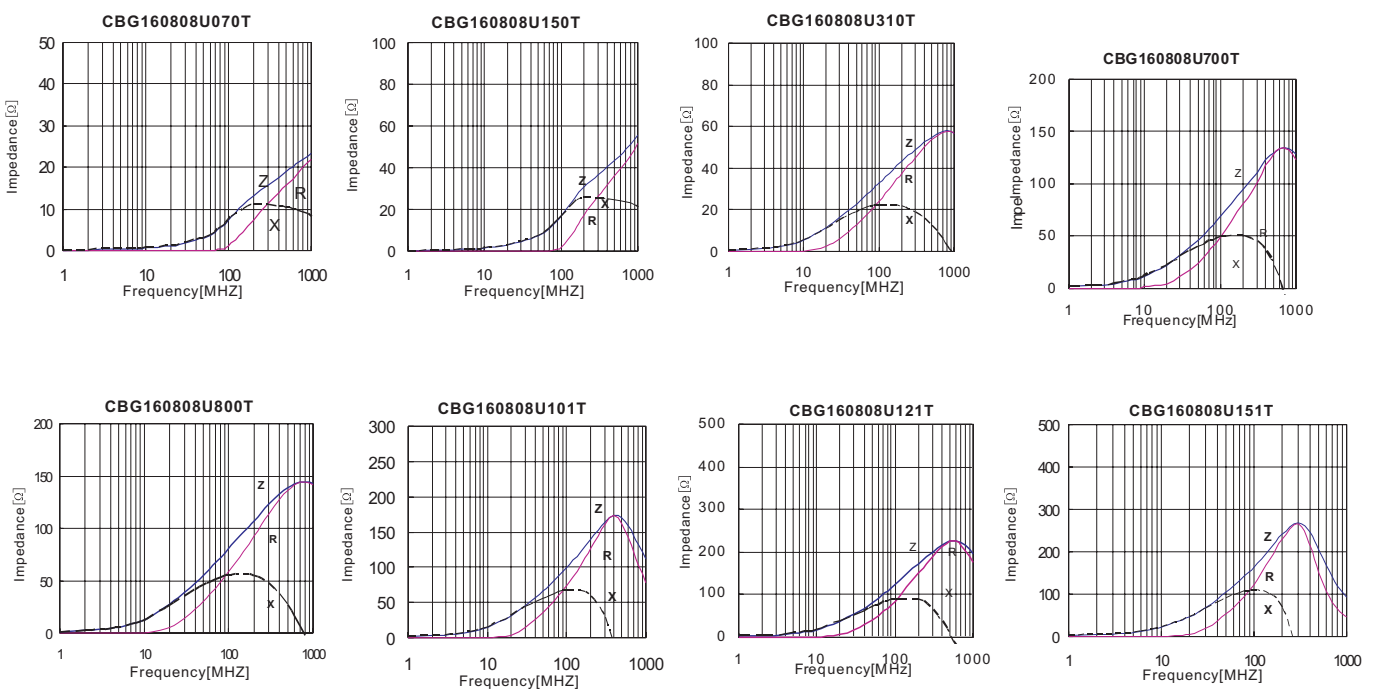 CBG160808U070T
50
40
30
20
10
0
Impedance[Ω]
Z
R
X
1 10 100 1000
Frequency[MHZ]
CBG160808U150T
100
80
60
40
20
0
Impedance[Ω]
Z
X
R
1 10 100 1000
Frequency[MHZ]
CBG160808U310T
100
80
60
40
20
0
Impedance[Ω]
Z
R
X
1 10 100 1000
Frequency[MHZ]
CBG160808U700T
200
150
100
50
0
ImpeImpedance[Ω]
Z
R
X
1 10 100 1000
Frequency[MHz]
CBG160808U800T
200
150
100
50
0
Impedance[Ω]
Z
R
X
1 10 100 1000
Frequency[MHZ]
CBG160808U101T
300
250
200
150
100
50
0
Impedance[Ω]
Z
R
X
1 10 100 1000
Frequency[MHZ]
CBG160808U121T
500
400
300
200
100
0
Impedance[Ω]
Z
R
X
1 10 100 1000
Frequency[MHZ]
CBG160808U151T
500
400
300
200
100
0
Impedance[Ω]
Z
R
X
1 10 100 1000
Frequency[MHZ]